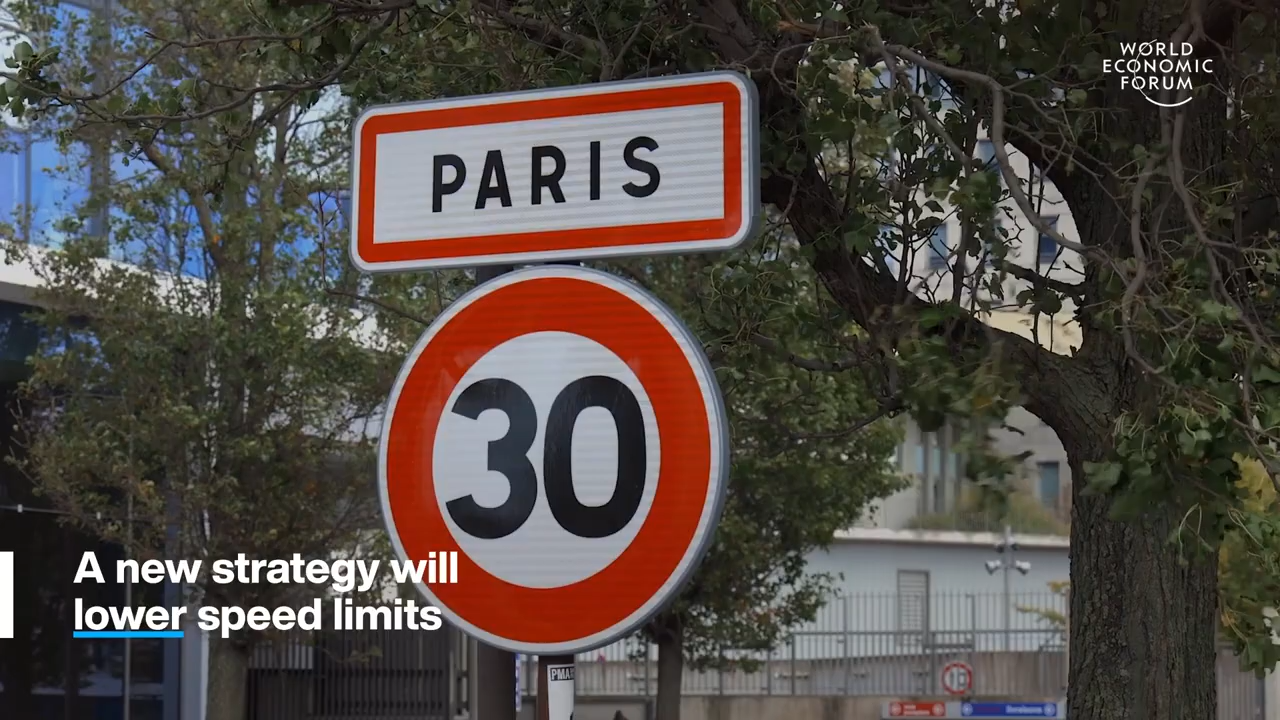 WORLD
ECONOMIC
FORUM
PARIS
30
A new strategy will
lower speed limits